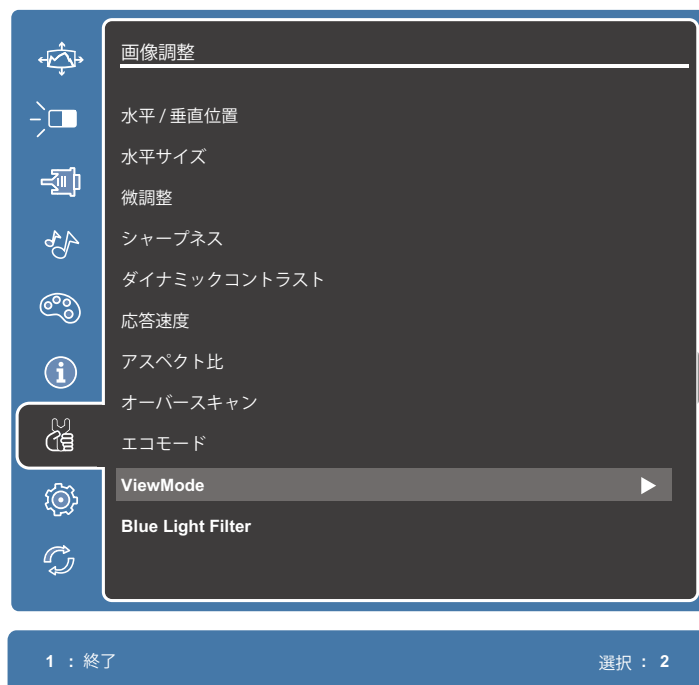 画像調整
水平 / 垂直位置
水平サイズ
微調整
シャープネス
ダイナミックコントラスト
応答速度
アスペクト比
オーバースキャン
エコモード
ViewMode
Blue Light Filter
1 : 終了
選択 : 2